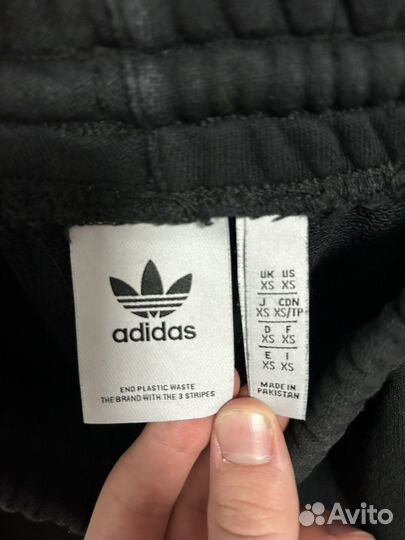 adidas
END PLASTIC WASTE
THE BRAND WITH THE 3 STRIPES
UK US
XS XS
J CDN
XS XS/TP
D F
XS XS
E I
XS XS
MADE IN
PAKISTAN
Avito